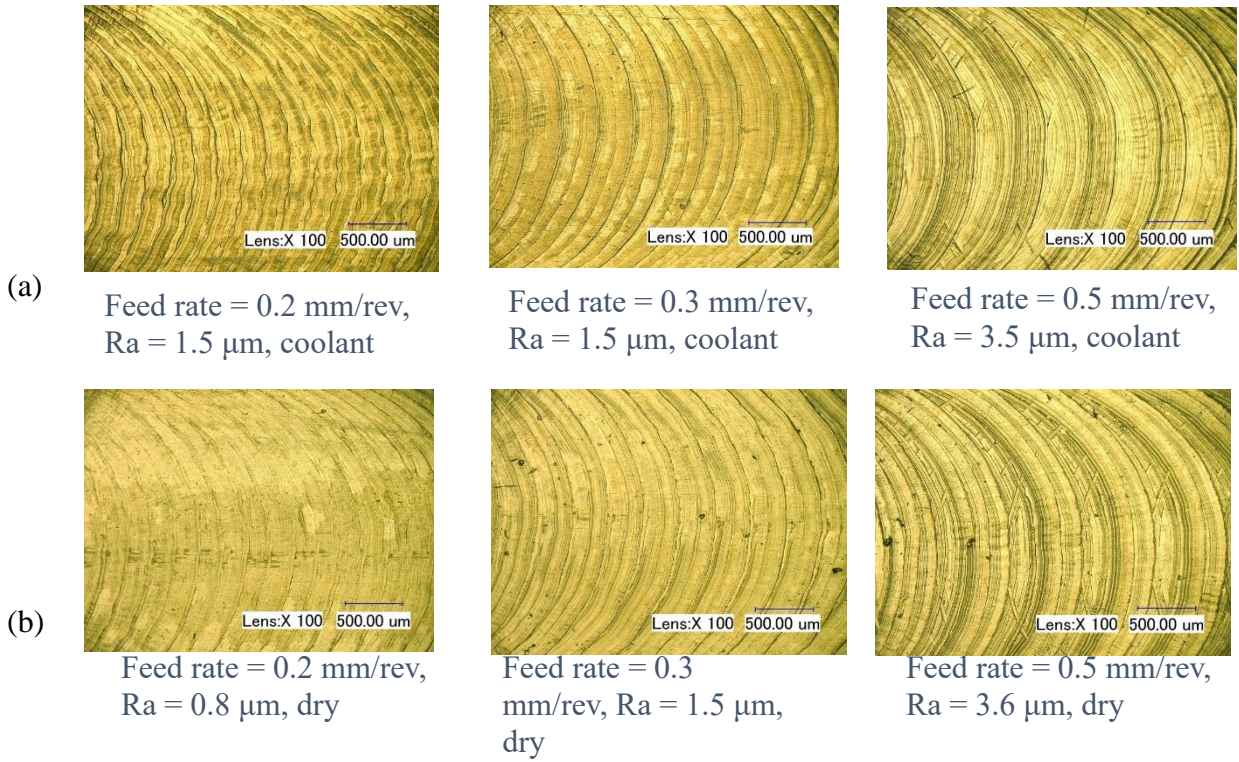 Lens:X 100 500.00 um
Lens:X 100 500.00 um
Lens:X 100 500.00 um
(a)
Feed rate = 0.2 mm/rev,
Ra = 1.5 μm, coolant
Feed rate = 0.3 mm/rev,
Ra = 1.5 μm, coolant
Feed rate = 0.5 mm/rev,
Ra = 3.5 μm, coolant
Lens:X 100 500.00 um
Lens:X 100 500.00 um
Lens:X 100 500.00 um
(b)
Feed rate = 0.2 mm/rev,
Ra = 0.8 μm, dry
Feed rate = 0.3
mm/rev, Ra = 1.5 μm,
dry
Feed rate = 0.5 mm/rev,
Ra = 3.6 μm, dry